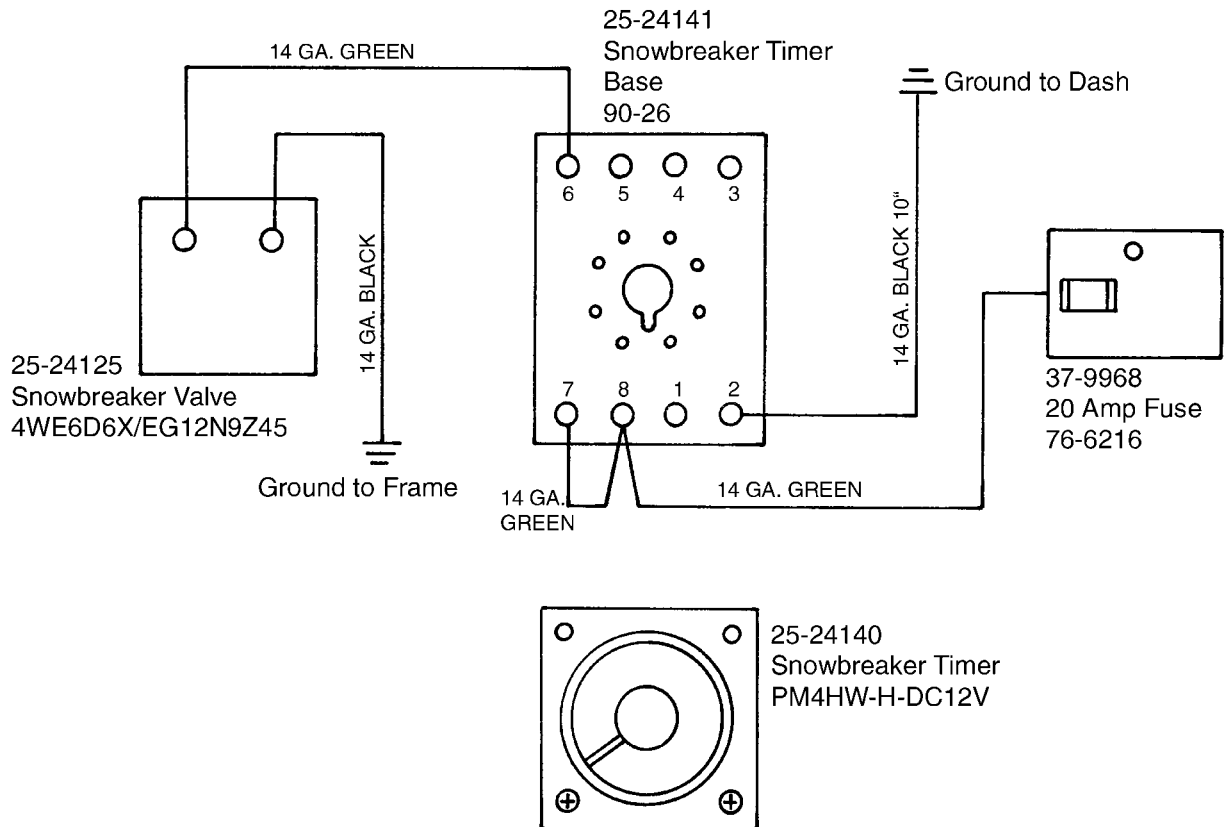 25-24141
Snowbreaker Timer
Base
90-26
14 GA. GREEN
Ground to Dash
6 5 4 3
14 GA. BLACK
14 GA. BLACK 10"
25-24125
Snowbreaker Valve
4WE6D6X/EG12N9Z45
7 8 1 2
37-9968
20 Amp Fuse
76-6216
Ground to Frame
14 GA.
GREEN
14 GA. GREEN
25-24140
Snowbreaker Timer
PM4HW-H-DC12V